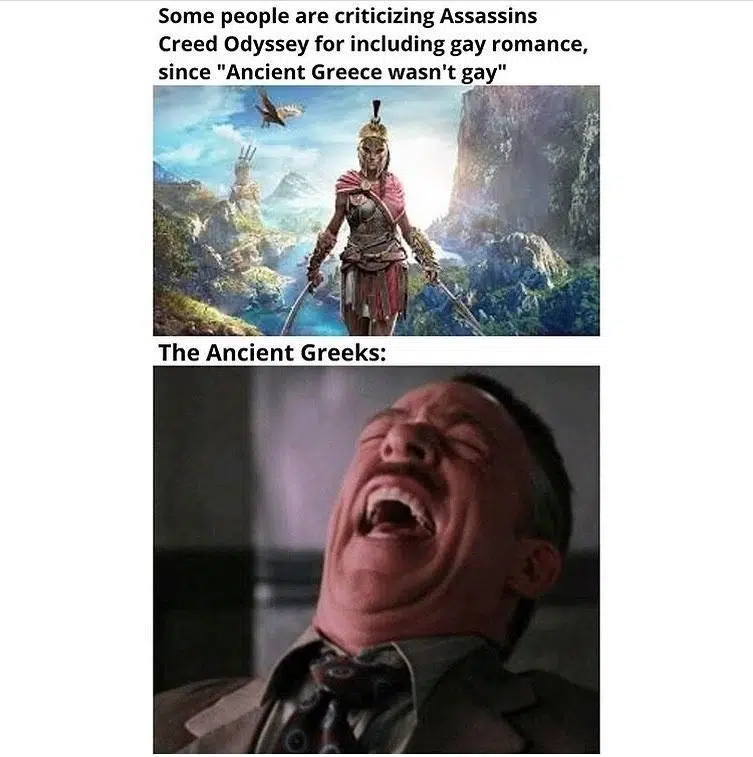 Some people are criticizing Assassins
Creed Odyssey for including gay romance,
since "Ancient Greece wasn't gay"
The Ancient Greeks: